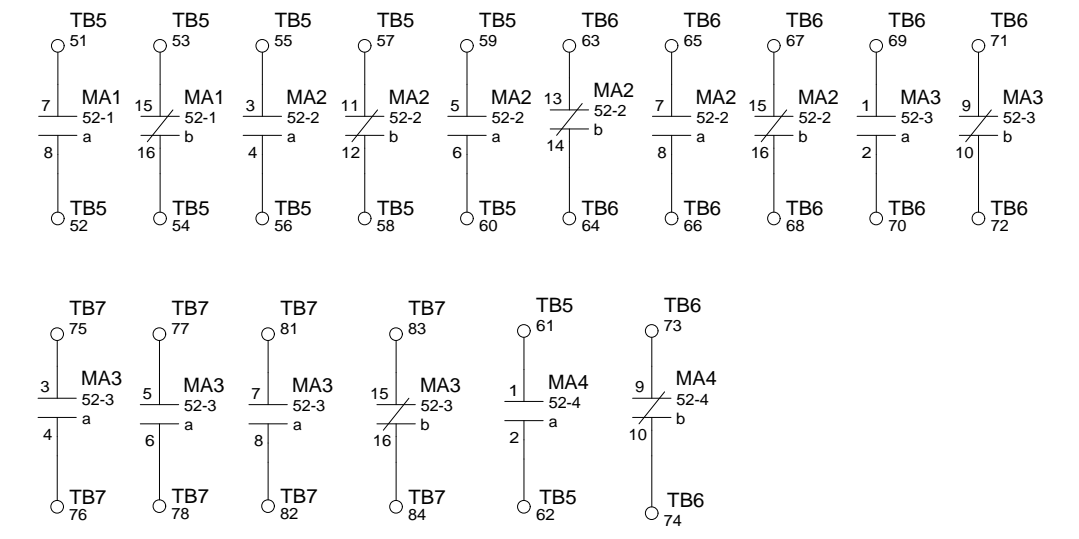 TB5 TB5 TB5 TB5 TB5 TB6 TB6 TB6 TB6 TB6
51 53 55 57 59 63 65 67 69 71
7 MA1 15 MA1 3 MA2 11 MA2 5 MA2 13 MA2 7 MA2 15 MA2 1 MA3 9 MA3
52-1 52-1 52-2 52-2 52-2 52-2 52-2 52-2 52-3 52-3
a b a b a b a b a b
8 16 4 12 6 14 8 16 2 10
TB5 TB5 TB5 TB5 TB5 TB6 TB6 TB6 TB6 TB6
52 54 56 58 60 64 66 68 70 72
TB7 TB7 TB7 TB7 TB5 TB6
75 77 81 83 61 73
3 MA3 5 MA3 7 MA3 15 MA3 1 MA4 9 MA4
52-3 52-3 52-3 52-3 52-4 52-4
a a a b a b
4 6 8 16 2 10
TB7 TB7 TB7 TB7 TB5 TB6
76 78 82 84 62 74